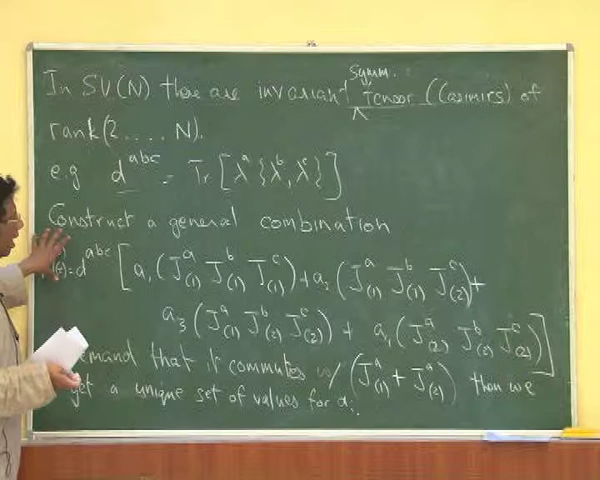 In SU(N) there are invariant Symm. Tensor (Casimirs) of
rank (2 .... N).
e.g d^{abc} = Tr [λ^a {λ^b, λ^c}]
Construct a general combination
= d^{abc} [a_1 (J^a_{(1)} J^b_{(1)} J^c_{(1)}) + a_2 (J^a_{(1)} J^b_{(1)} J^c_{(2)}) +
a_3 (J^a_{(1)} J^b_{(2)} J^c_{(2)}) + a_1 (J^a_{(2)} J^b_{(2)} J^c_{(2)})]
emand that it commutes w/ (J^a_{(1)} + J^a_{(2)}) then we
get a unique set of values for a_i.